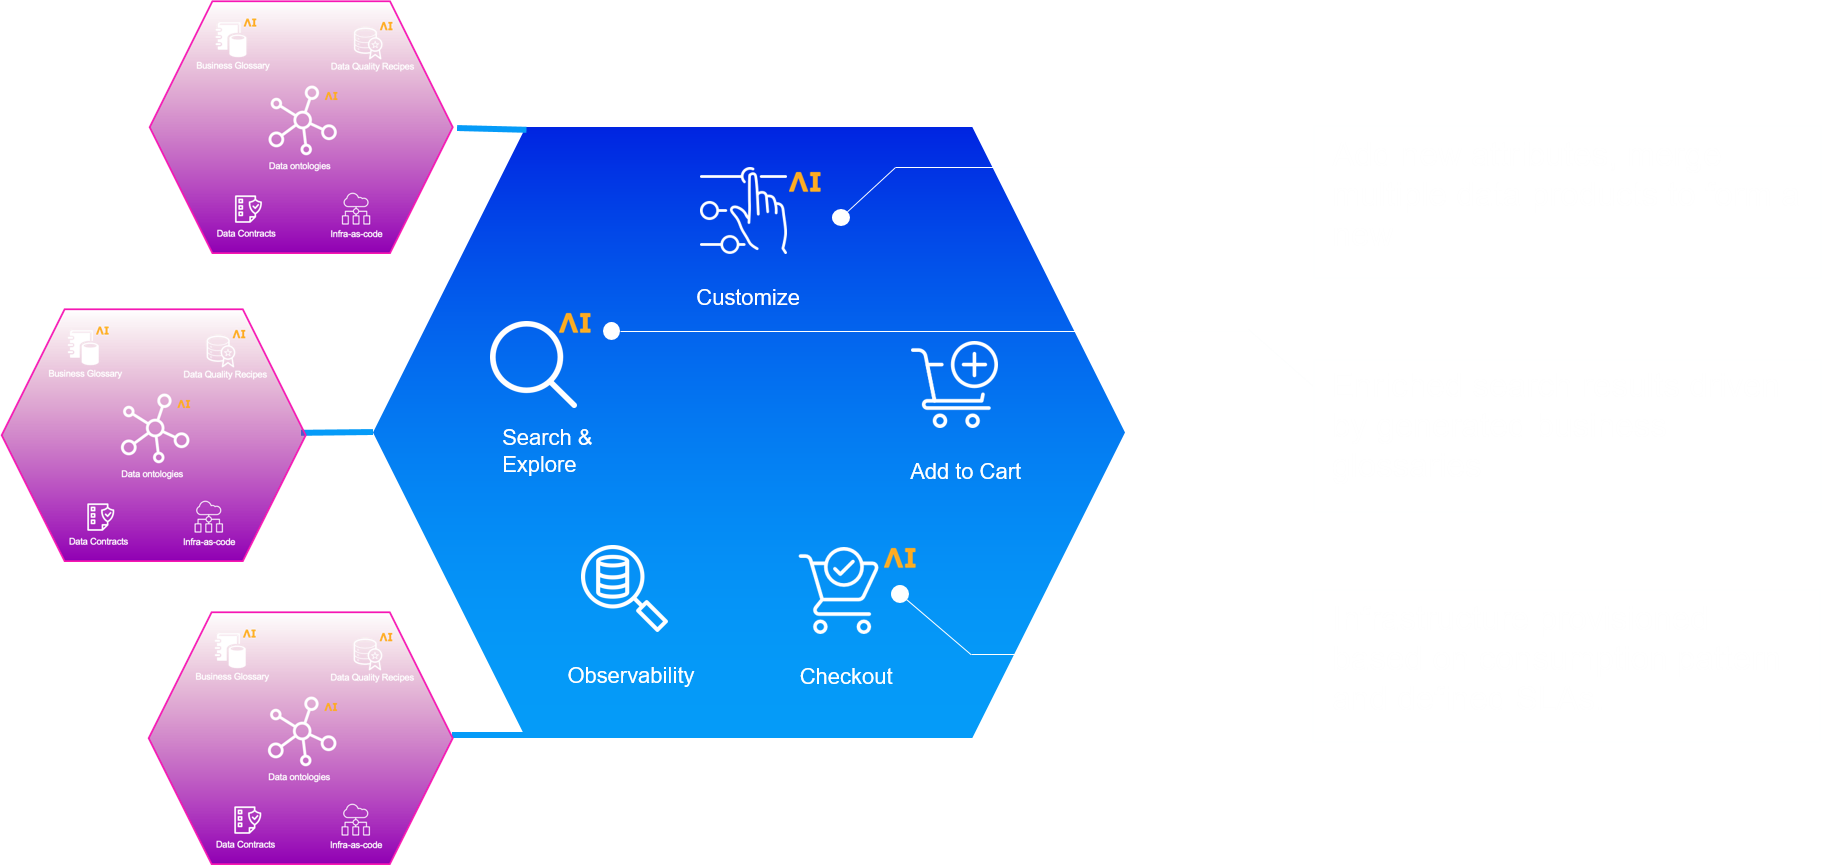 AI
AI
Business Glossary
Data Quality Recipes
AI
Data ontologies
Data Contracts
Infra-as-code
AI
Customize
AI
Search &
Explore
Add to Cart
AI
Observability
Checkout
AI
AI
Business Glossary
Data Quality Recipes
AI
Data ontologies
Data Contracts
Infra-as-code
AI
AI
Business Glossary
Data Quality Recipes
AI
Data ontologies
Data Contracts
Infra-as-code